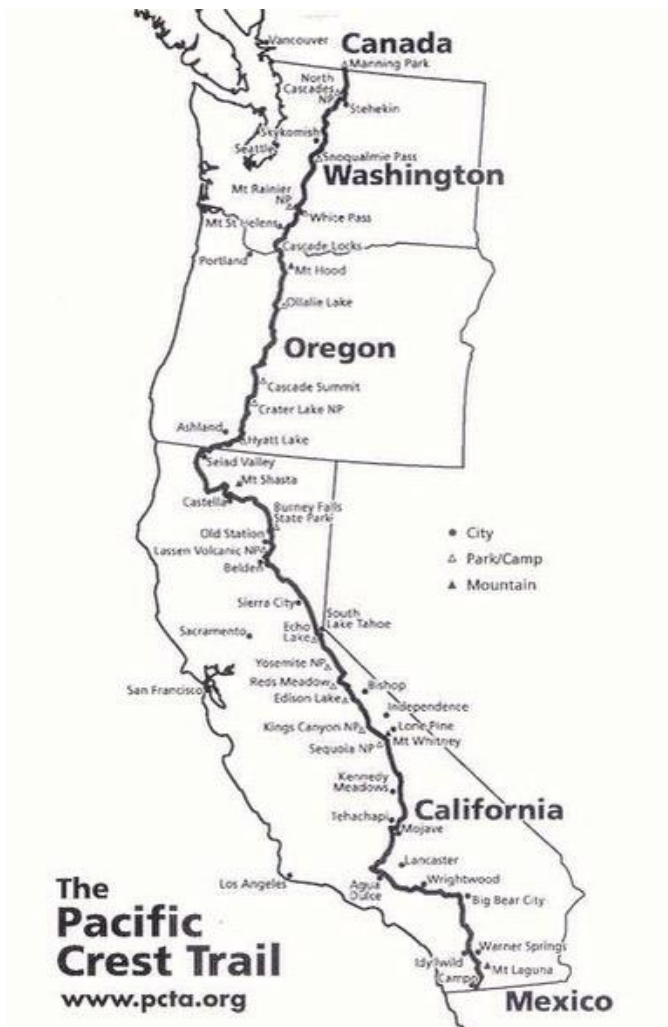 Vancouver
Canada
Manning Park
North
Cascades
NP
Stehekin
Skykomish
Seattle
Snoqualmie Pass
Washington
Mt Rainier
NP
White Pass
Mt St Helens
Cascade Locks
Portland
Mt Hood
Ollalie Lake
Oregon
Cascade Summit
Crater Lake NP
Ashland
Hyatt Lake
Seiad Valley
Mt Shasta
Castella
Burney Falls
State Park
Old Station
Lassen Volcanic NP
Belden
City
Park/Camp
Mountain
Sierra City
South
Lake Tahoe
Echo
Lake
Sacramento
Yosemite NP
Reds Meadow
Bishop
San Francisco
Edison Lake
Independence
Kings Canyon NP
Lone Pine
Mt Whitney
Sequoia NP
Kennedy
Meadows
California
Tehachapi
Mojave
Lancaster
Los Angeles
Agua
Dulce
Wrightwood
Big Bear City
The
Pacific
Crest Trail
www.pcta.org
Warner Springs
Idyllwild
Mt Laguna
Campo
Mexico